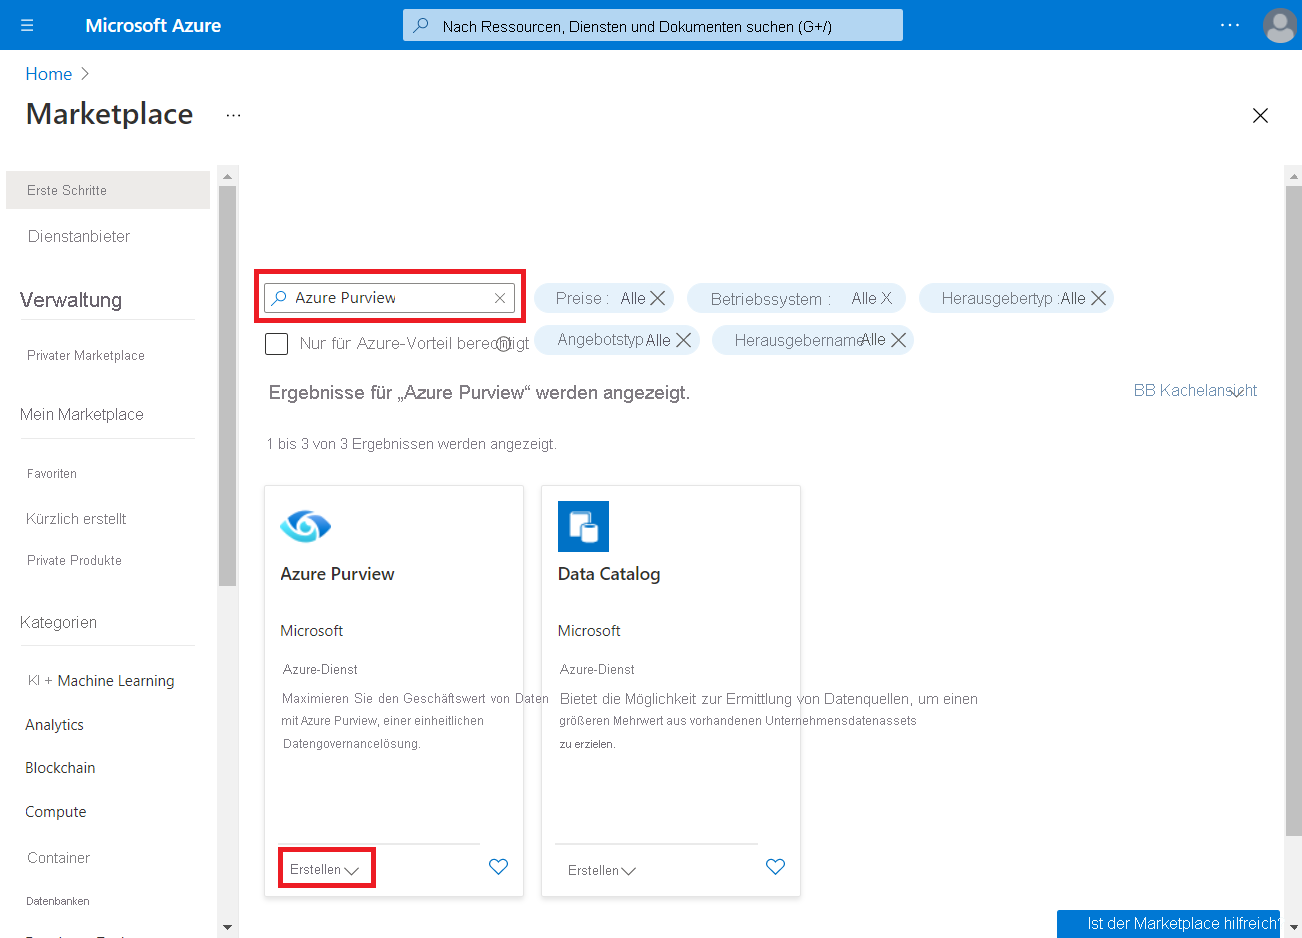 Microsoft Azure
Nach Ressourcen, Diensten und Dokumenten suchen (G+/)
Home
Marketplace
Erste Schritte
Dienstanbieter
Verwaltung
Privater Marketplace
Mein Marketplace
Favoriten
Kürzlich erstellt
Private Produkte
Kategorien
KI + Machine Learning
Analytics
Blockchain
Compute
Container
Datenbanken
Azure Purview
Preise : Alle
Betriebssystem : Alle X
Herausgebertyp : Alle
Nur für Azure-Vorteil berechtigt
Angebotstyp Alle
Herausgebername Alle
Ergebnisse für „Azure Purview“ werden angezeigt.
BB Kachelansicht
1 bis 3 von 3 Ergebnissen werden angezeigt.
Azure Purview
Microsoft
Azure-Dienst
Maximieren Sie den Geschäftswert von Daten
mit Azure Purview, einer einheitlichen
Datengovernancelösung.
Erstellen
Data Catalog
Microsoft
Azure-Dienst
Bietet die Möglichkeit zur Ermittlung von Datenquellen, um einen
größeren Mehrwert aus vorhandenen Unternehmensdatenassets
zu erzielen.
Erstellen
Ist der Marketplace hilfreich?